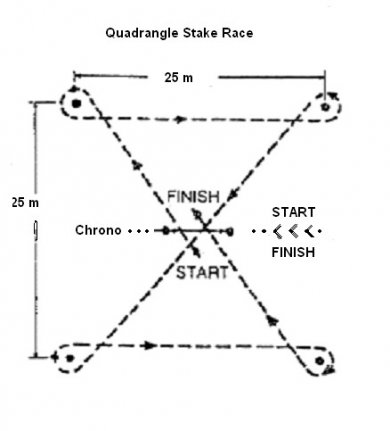 Quadrangle Stake Race
25 m
25 m
FINISH
START
Chrono
FINISH
START